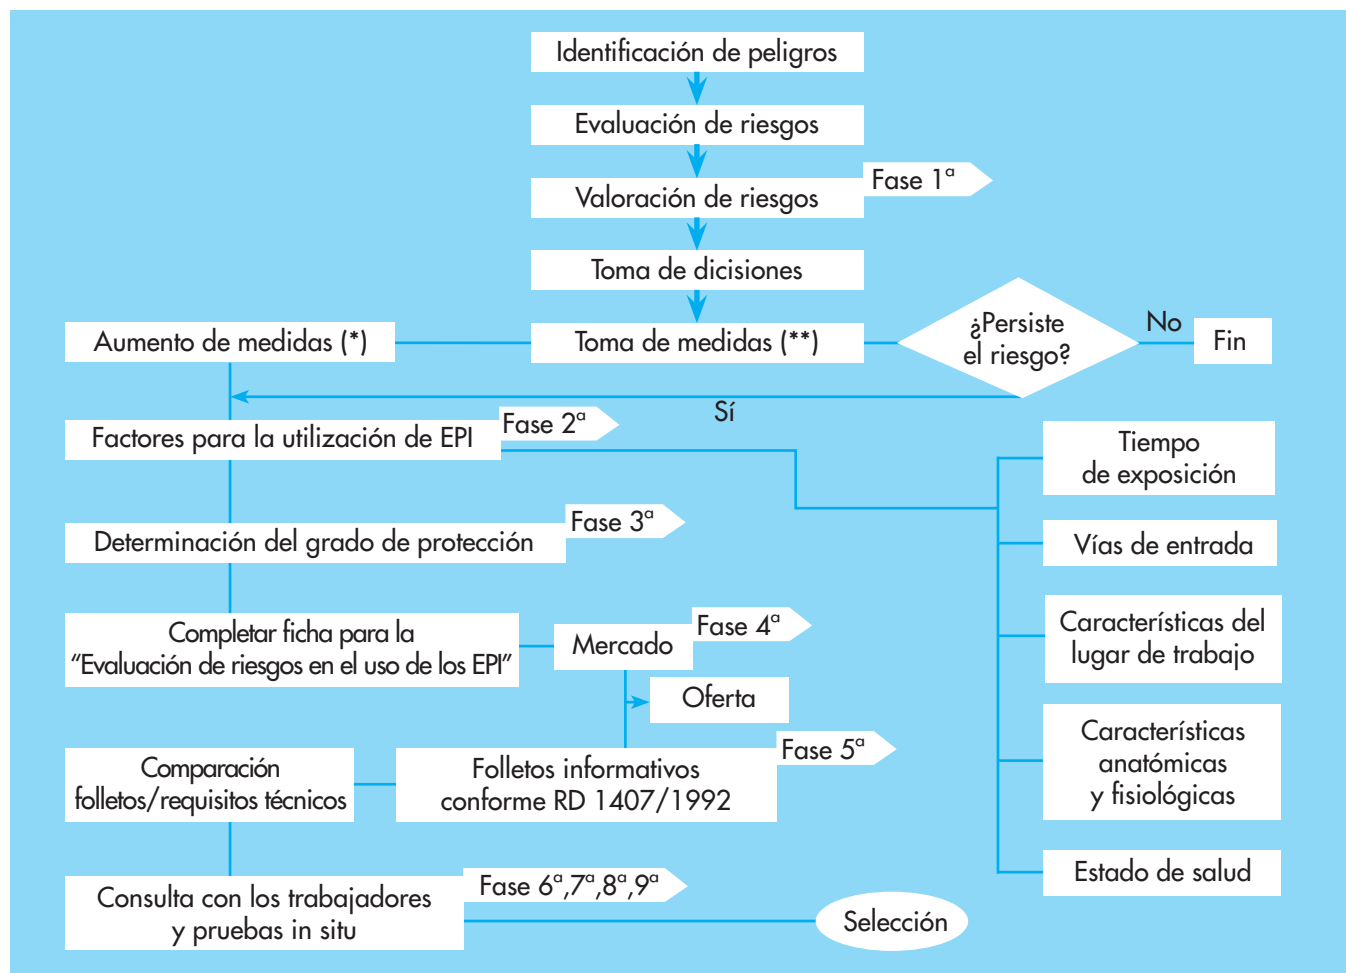 Identificación de peligros
Evaluación de riesgos
Fase 1ª
Valoración de riesgos
Toma de dicisiones
Aumento de medidas (*)
Toma de medidas (**)
¿Persiste
el riesgo?
No
Fin
Sí
Fase 2ª
Factores para la utilización de EPI
Tiempo
de exposición
Fase 3ª
Determinación del grado de protección
Vías de entrada
Completar ficha para la
“Evaluación de riesgos en el uso de los EPI”
Mercado
Fase 4ª
Características del
lugar de trabajo
Oferta
Fase 5ª
Folletos informativos
conforme RD 1407/1992
Comparación
folletos/requisitos técnicos
Características
anatómicas
y fisiológicas
Estado de salud
Fase 6ª,7ª,8ª,9ª
Consulta con los trabajadores
y pruebas in situ
Selección